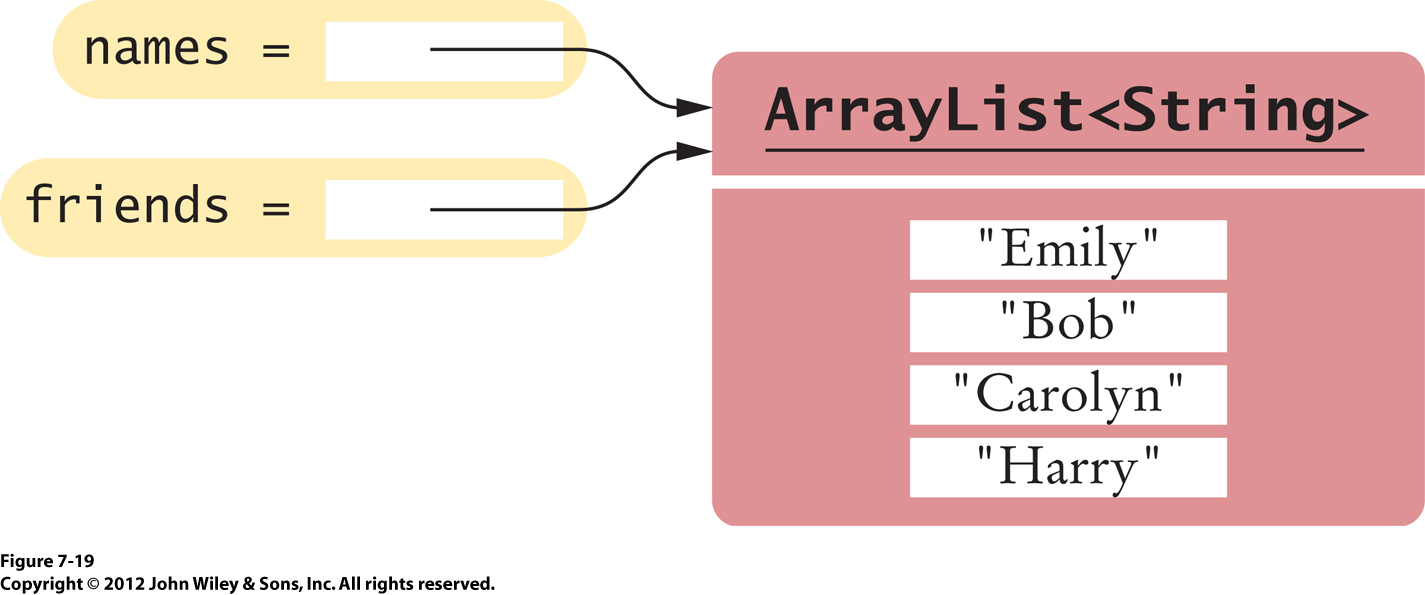 names =
friends =
ArrayList<String>
"Emily"
"Bob"
"Carolyn"
"Harry"
Figure 7-19
Copyright © 2012 John Wiley & Sons, Inc. All rights reserved.